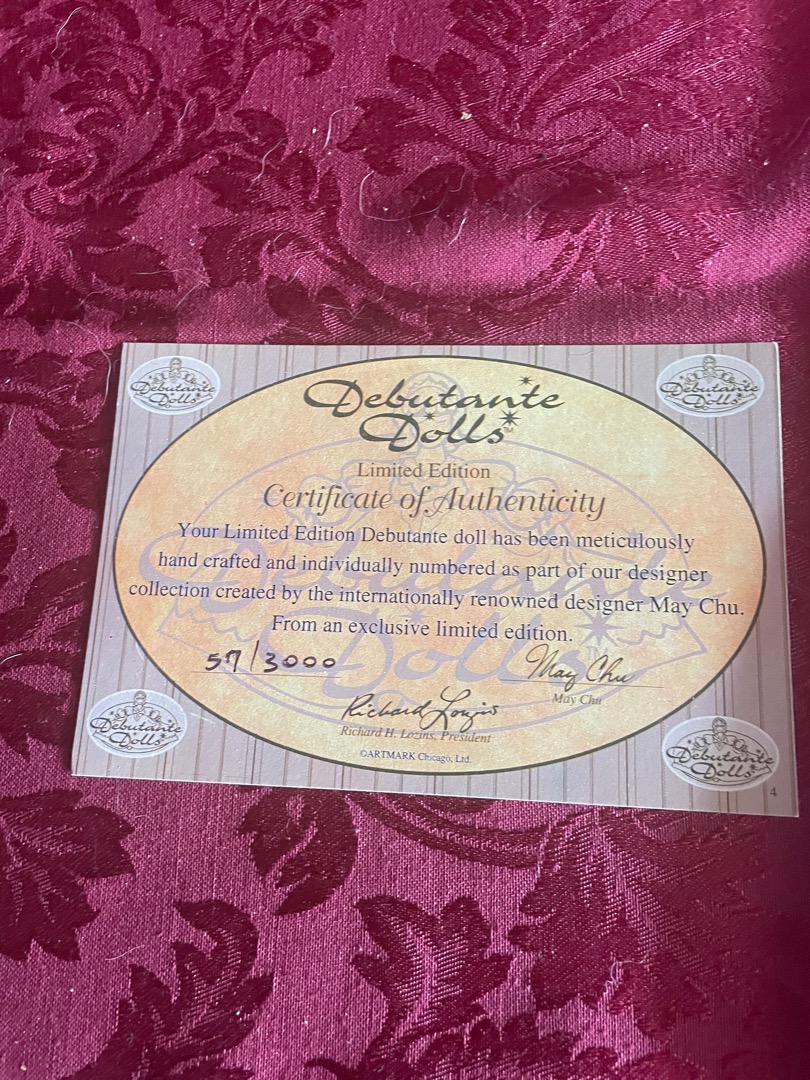 Debutante
Dolls
Debutante
Dolls™
Debutante
Dolls
Limited Edition
Certificate of Authenticity
Your Limited Edition Debutante doll has been meticulously
hand crafted and individually numbered as part of our designer
collection created by the internationally renowned designer May Chu.
From an exclusive limited edition.
57/3000
May Chu
May Chu
Richard Lozins
Richard H. Lozins, President
©ARTMARK Chicago, Ltd.
Debutante
Dolls
Debutante
Dolls
Debutante
Dolls™
4